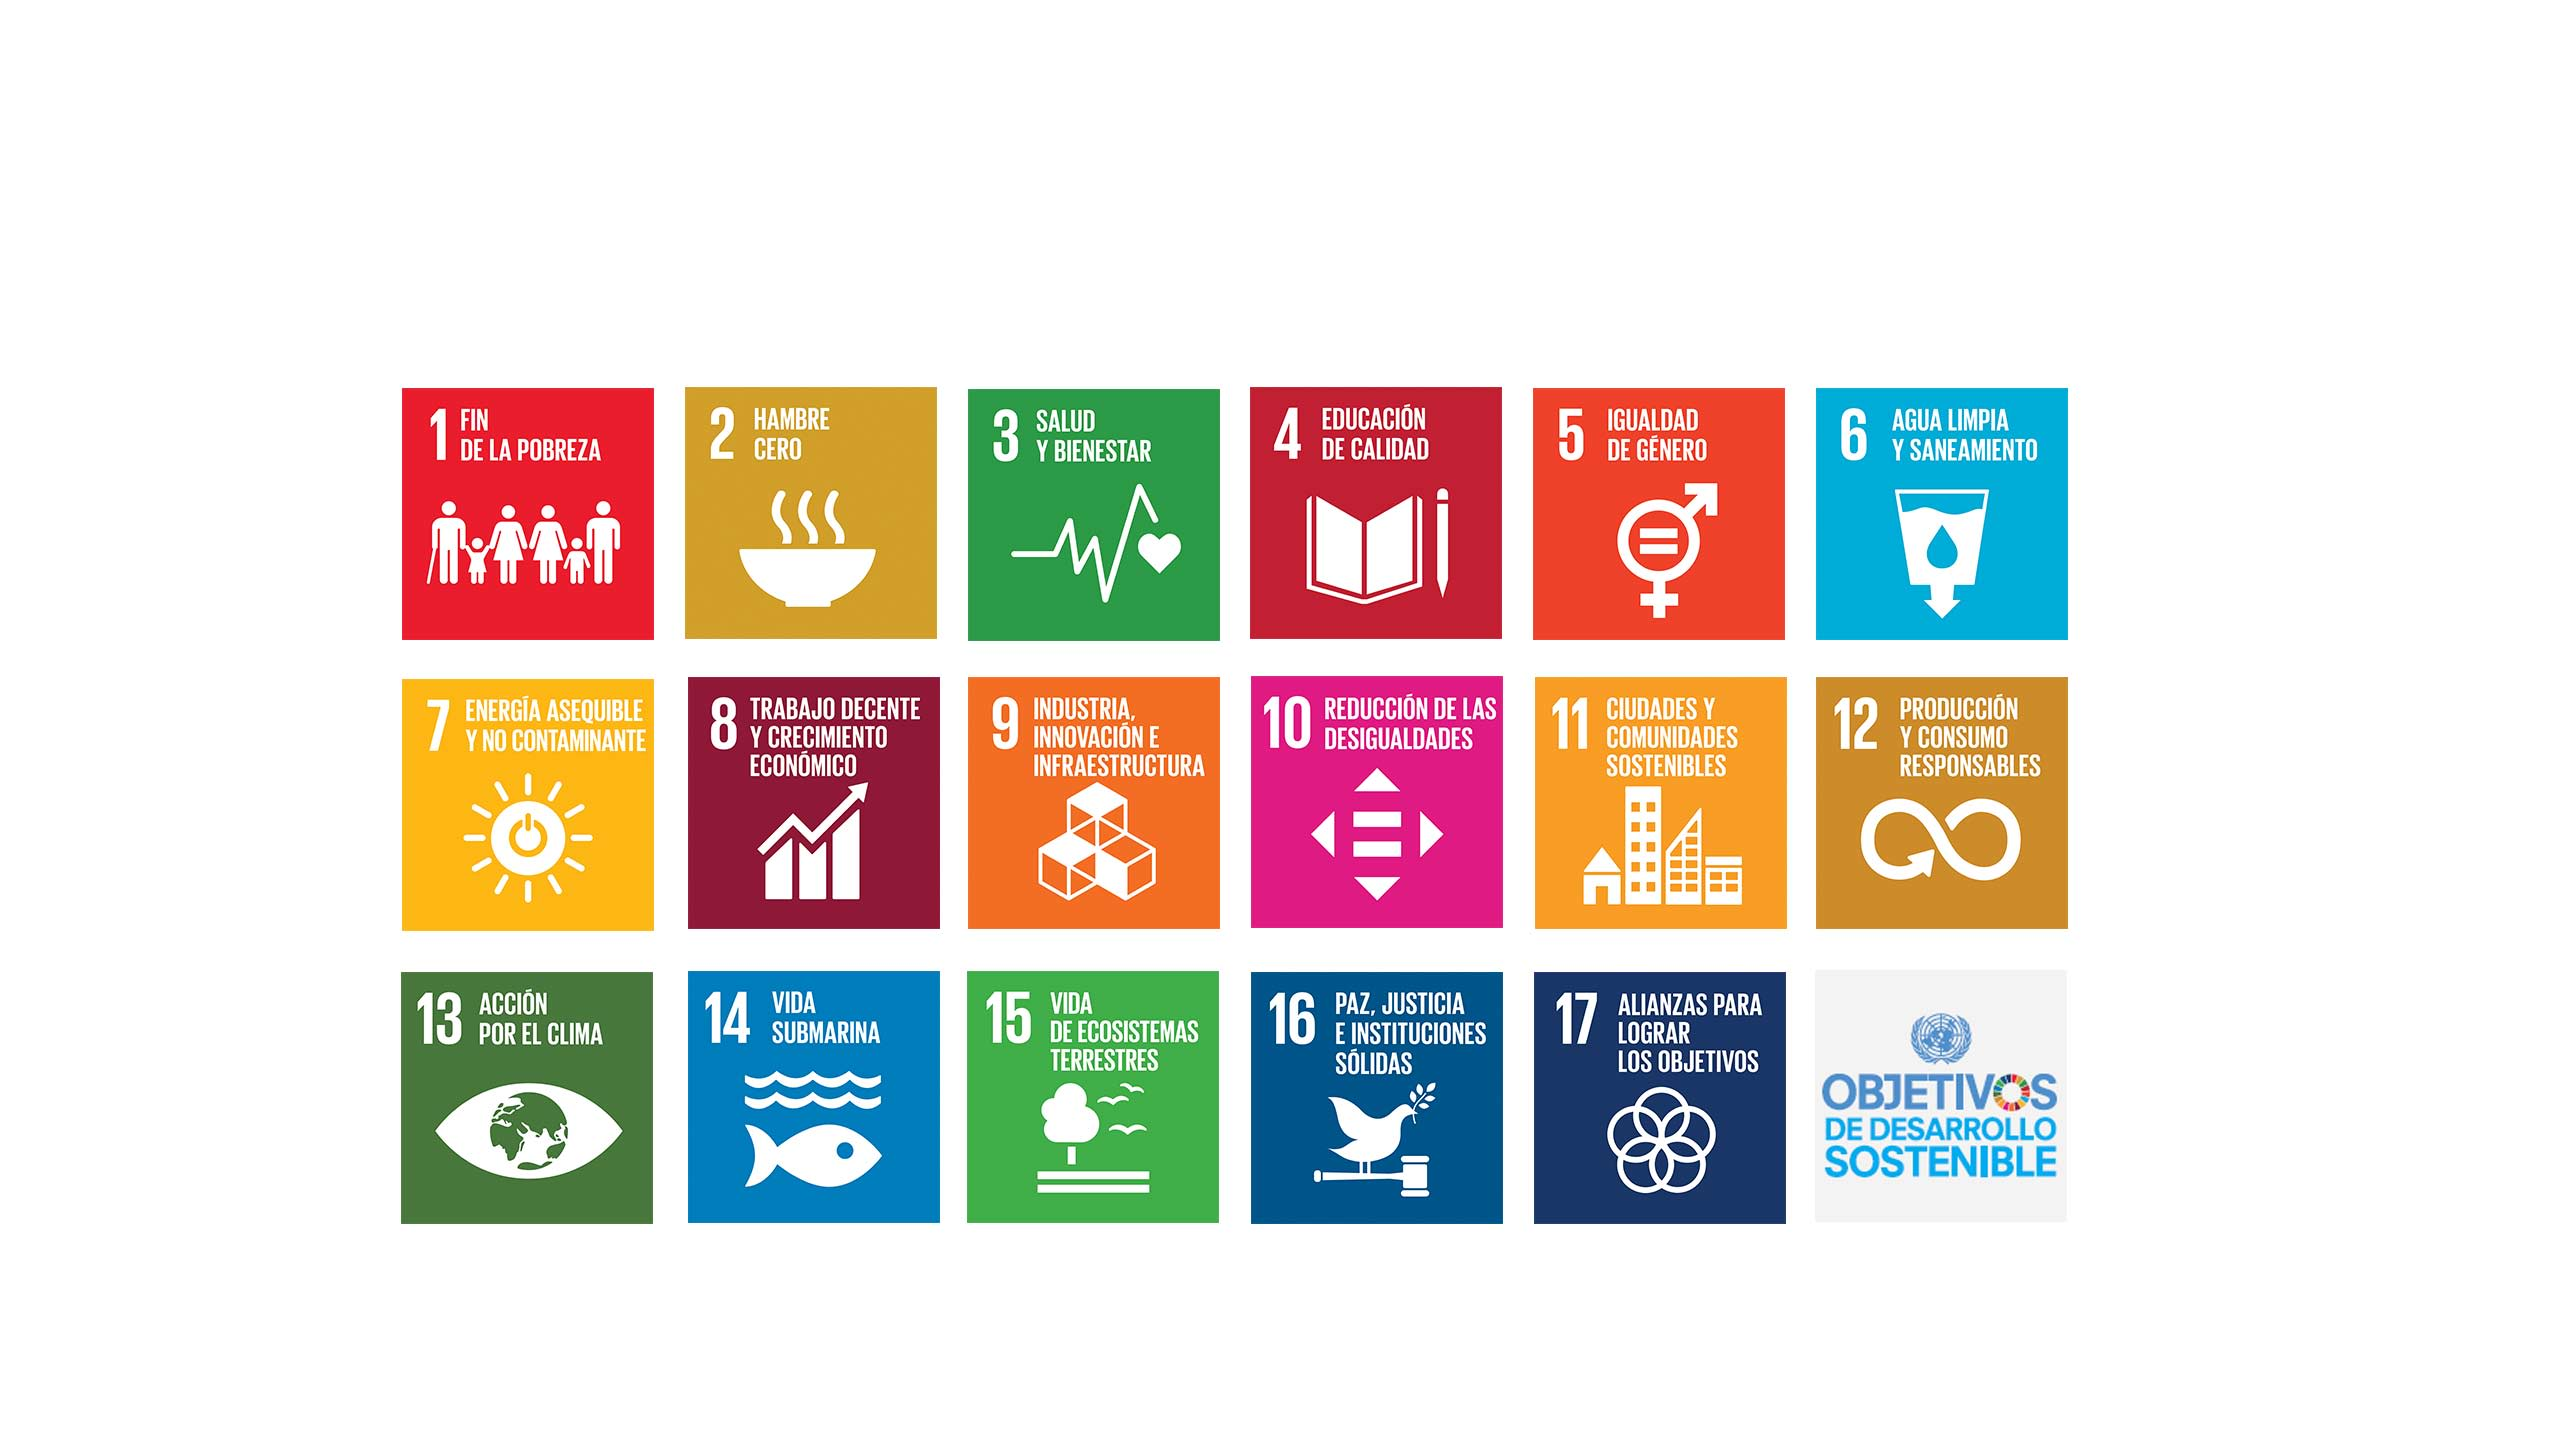 1 FIN
DE LA POBREZA
2 HAMBRE
CERO
3 SALUD
Y BIENESTAR
4 EDUCACIÓN
DE CALIDAD
5 IGUALDAD
DE GÉNERO
6 AGUA LIMPIA
Y SANEAMIENTO
7 ENERGÍA ASEQUIBLE
Y NO CONTAMINANTE
8 TRABAJO DECENTE
Y CRECIMIENTO
ECONÓMICO
9 INDUSTRIA,
INNOVACIÓN E
INFRAESTRUCTURA
10 REDUCCIÓN DE LAS
DESIGUALDADES
11 CIUDADES Y
COMUNIDADES
SOSTENIBLES
12 PRODUCCIÓN
Y CONSUMO
RESPONSABLES
13 ACCIÓN
POR EL CLIMA
14 VIDA
SUBMARINA
15 VIDA
DE ECOSISTEMAS
TERRESTRES
16 PAZ, JUSTICIA
E INSTITUCIONES
SÓLIDAS
17 ALIANZAS PARA
LOGRAR
LOS OBJETIVOS
OBJETIVOS
DE DESARROLLO
SOSTENIBLE